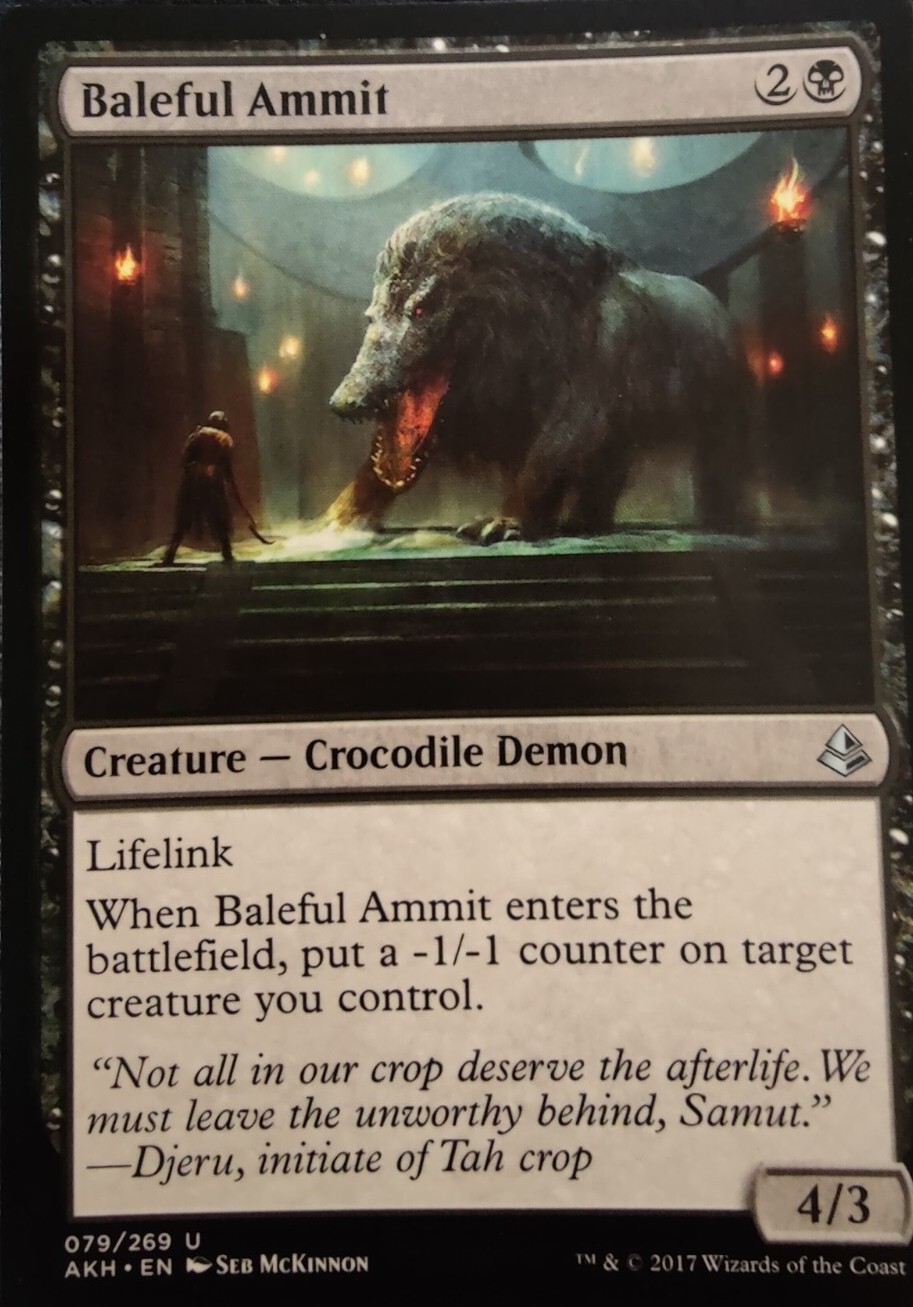 Baleful Ammit 2
Creature — Crocodile Demon
Lifelink
When Baleful Ammit enters the
battlefield, put a -1/-1 counter on target
creature you control.
“Not all in our crop deserve the afterlife. We
must leave the unworthy behind, Samut.”
—Djeru, initiate of Tah crop
4/3
079/269 U
AKH • EN Seb McKinnon
™ & © 2017 Wizards of the Coast